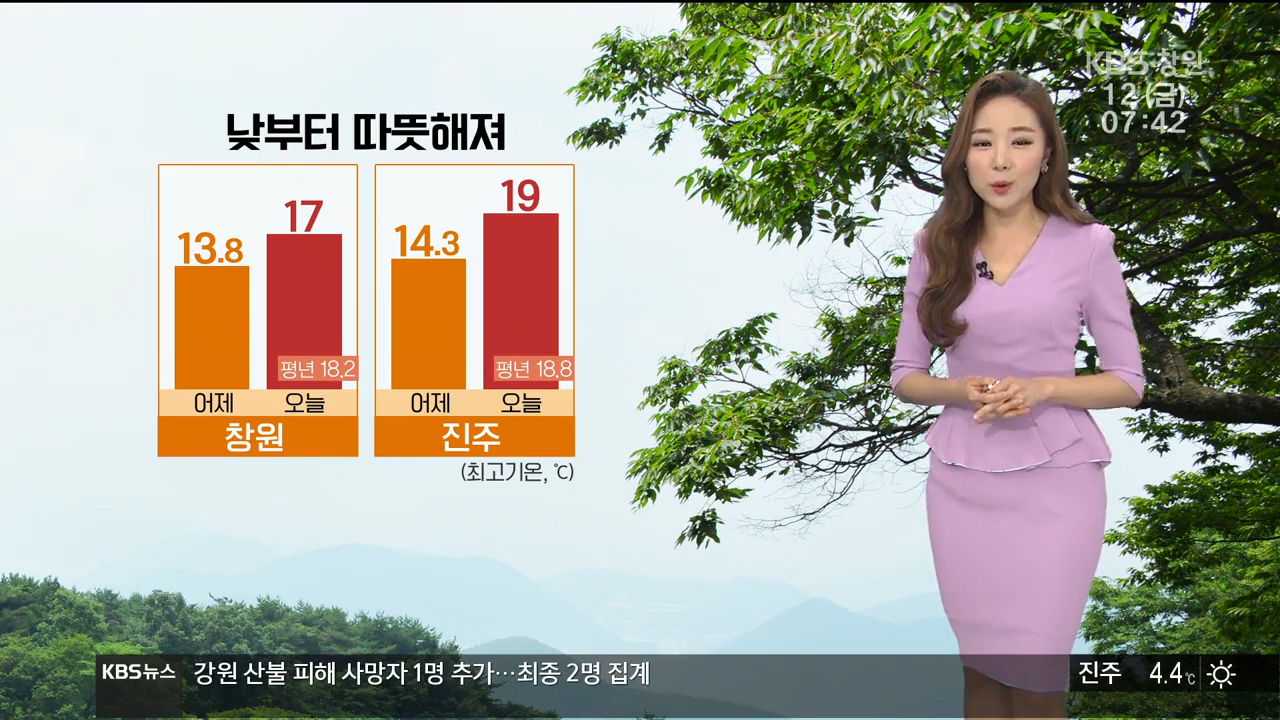 KBS 창원
12(금)
07:42
낮부터 따뜻해져
13.8 17
평년 18.2
어제 오늘
창원
14.3 19
평년 18.8
어제 오늘
진주
(최고기온, ℃)
KBS뉴스 강원 산불 피해 사망자 1명 추가…최종 2명 집계
진주 4.4℃